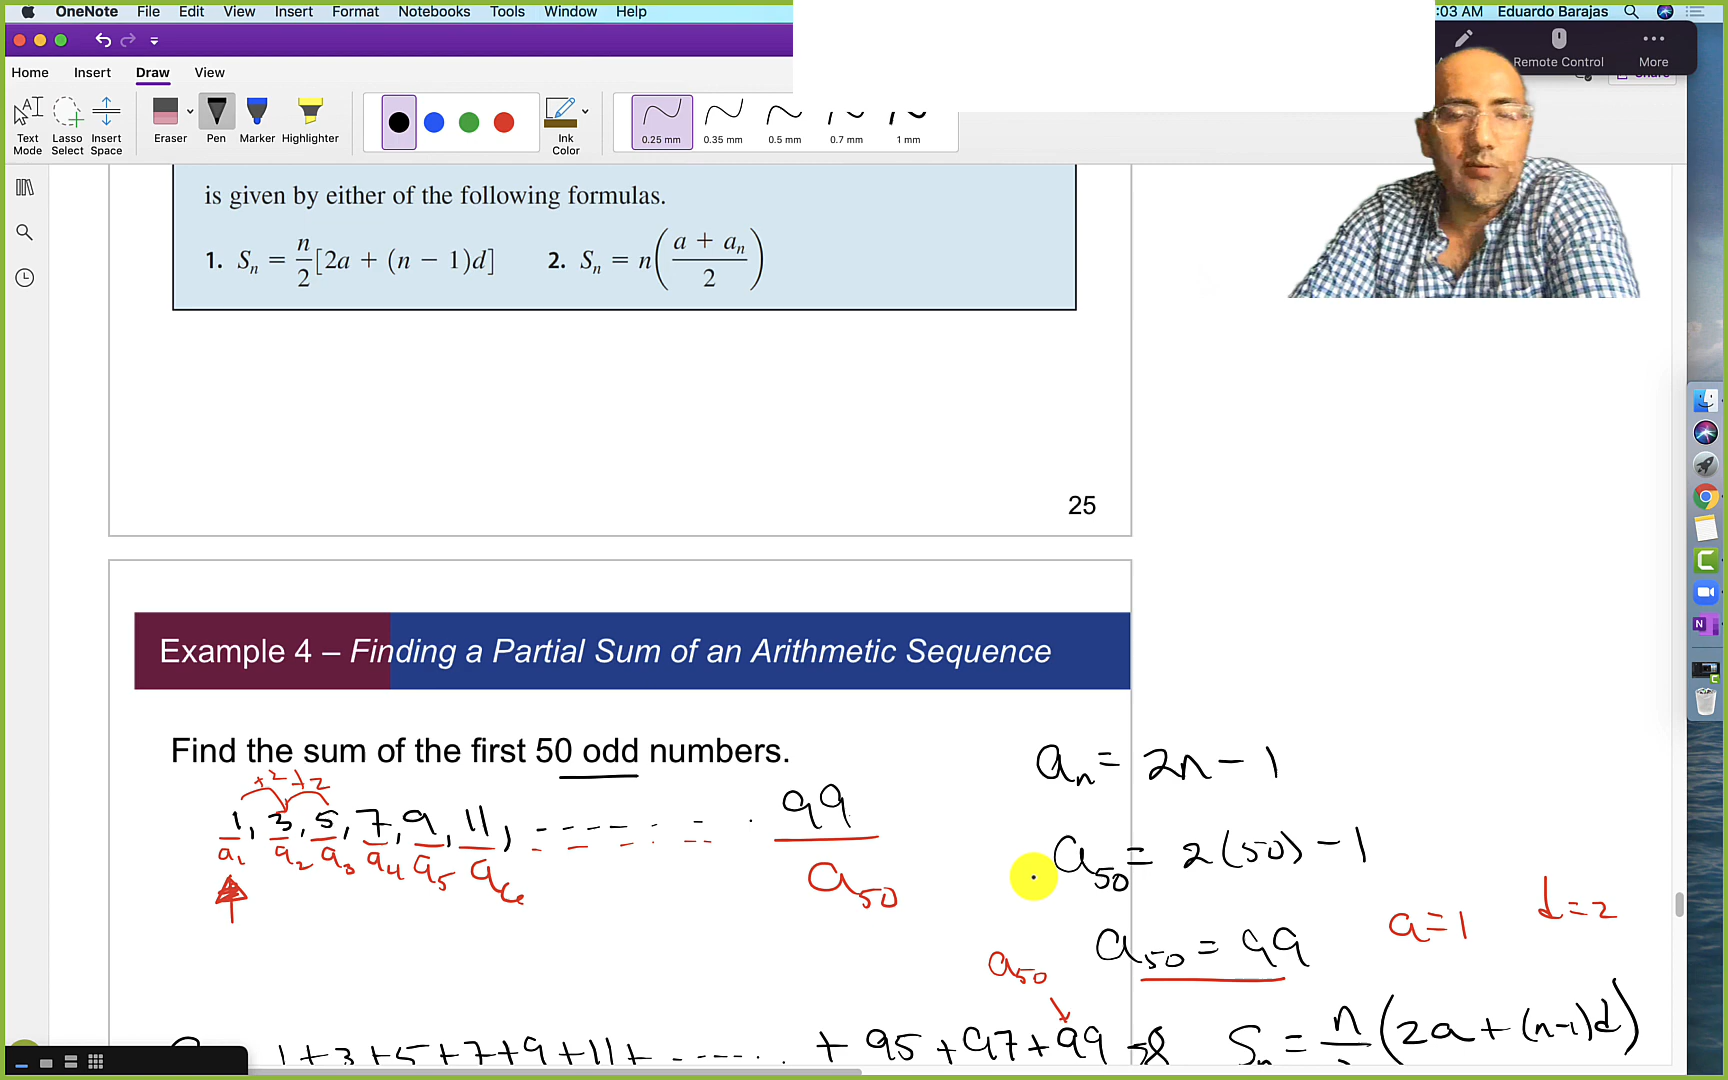 OneNote File Edit View Insert Format Notebooks Tools Window Help
:03 AM Eduardo Barajas
Home Insert Draw View
Remote Control More
Share
Text Mode
Lasso Select
Insert Space
Eraser
Pen
Marker
Highlighter
Ink Color
0.25 mm 0.35 mm 0.5 mm 0.7 mm 1 mm
is given by either of the following formulas.
1. Sₙ = n/2 [2a + (n − 1)d] 2. Sₙ = n((a + aₙ)/2)
25
Example 4 – Finding a Partial Sum of an Arithmetic Sequence
Find the sum of the first 50 odd numbers.
aₙ = 2n − 1
+2 +2
1, 3, 5, 7, 9, 11, ------- 99
a₁ a₂ a₃ a₄ a₅ a₆ a₅₀
a₅₀ = 2(50) − 1
a = 1 d = 2
a₅₀ = 99
a₅₀
1+3+5+7+9+11+ ------ + 95 + 97 + 99
Sₙ = n (2a + (n−1)d)